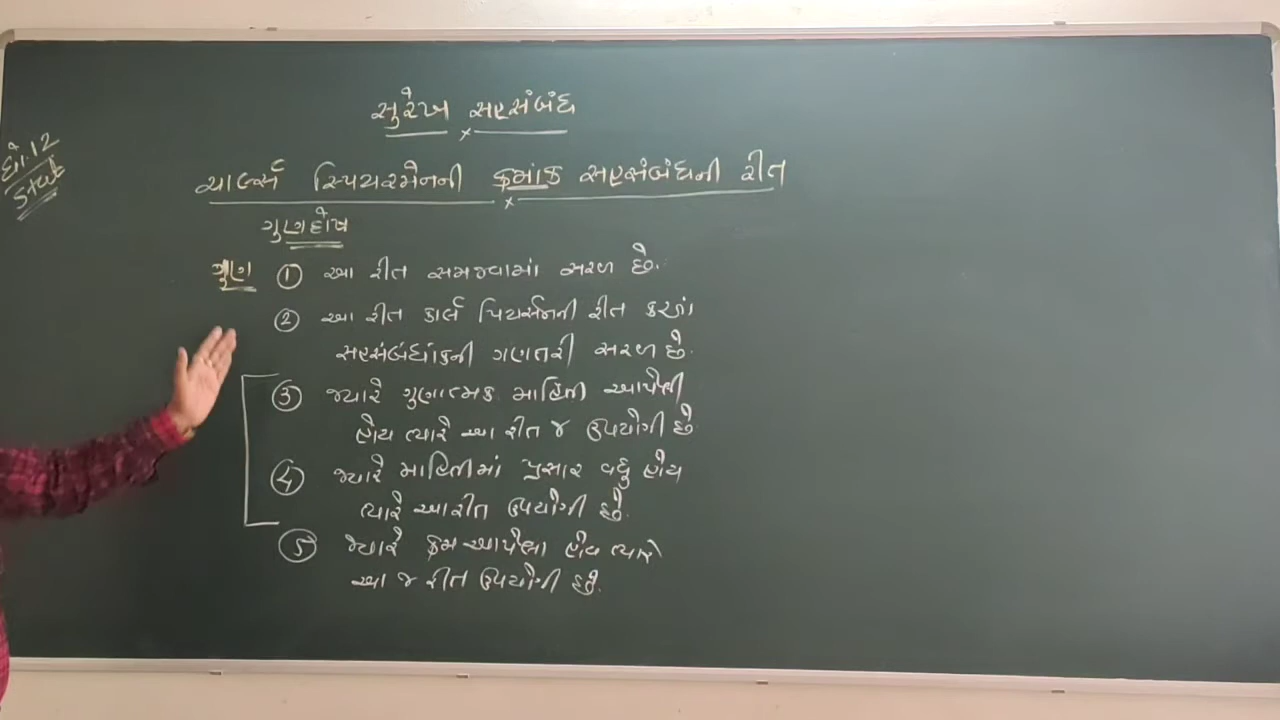 ધો.12
Stat
સુરેખ સહસંબંધ
ચાર્લ્સ સ્પિયરમેનની ક્રમાંક સહસંબંધની રીત
ગુણદોષ
ગુણ ① આ રીત સમજવામાં સરળ છે.
② આ રીત કાર્લ પિયર્સનની રીત કરતાં
સહસંબંધાંકની ગણતરી સરળ છે.
③ જ્યારે ગુણાત્મક માહિતી આપેલી
હોય ત્યારે આ રીત જ ઉપયોગી છે
④ જ્યારે માહિતીમાં પ્રસાર વધુ હોય
ત્યારે આ રીત ઉપયોગી છે.
⑤ જ્યારે ક્રમ આપેલા હોય ત્યારે
આ જ રીત ઉપયોગી છે.